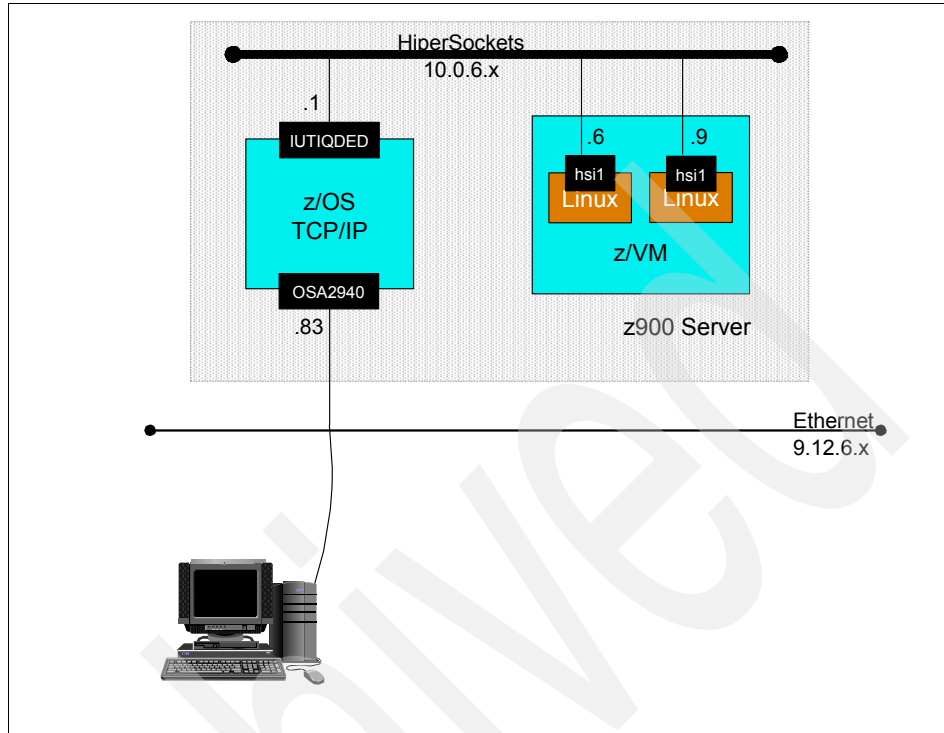 HiperSockets
10.0.6.x
.1
.6
.9
IUTIQDED
hsi1
hsi1
Linux
Linux
z/OS
TCP/IP
z/VM
OSA2940
.83
z900 Server
Ethernet
9.12.6.x
hived